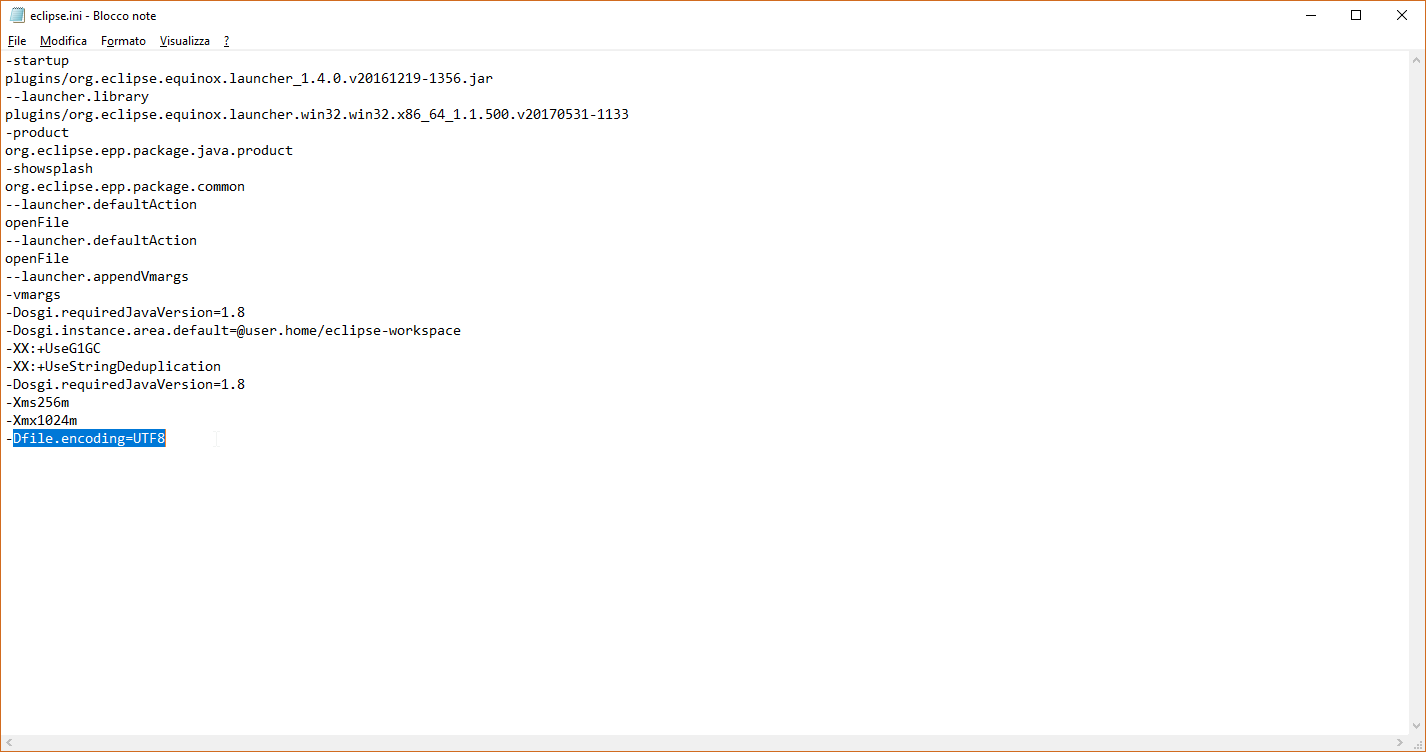 eclipse.ini - Blocco note
File Modifica Formato Visualizza ?
-startup
plugins/org.eclipse.equinox.launcher_1.4.0.v20161219-1356.jar
--launcher.library
plugins/org.eclipse.equinox.launcher.win32.win32.x86_64_1.1.500.v20170531-1133
-product
org.eclipse.epp.package.java.product
-showsplash
org.eclipse.epp.package.common
--launcher.defaultAction
openFile
--launcher.defaultAction
openFile
--launcher.appendVmargs
-vmargs
-Dosgi.requiredJavaVersion=1.8
-Dosgi.instance.area.default=@user.home/eclipse-workspace
-XX:+UseG1GC
-XX:+UseStringDeduplication
-Dosgi.requiredJavaVersion=1.8
-Xms256m
-Xmx1024m
-Dfile.encoding=UTF8